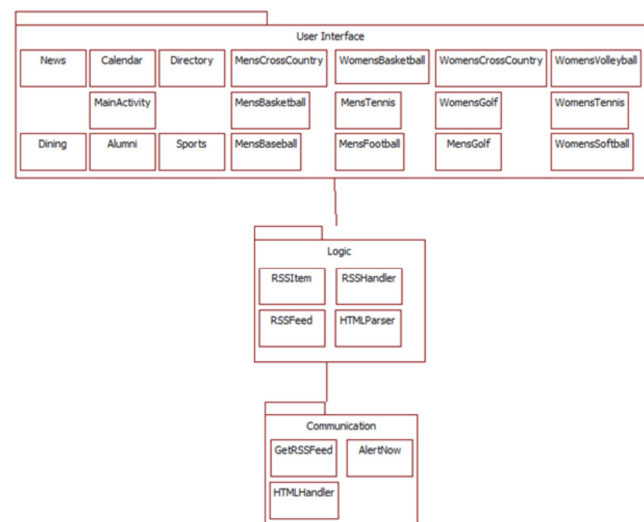 User Interface
News Calendar Directory MensCrossCountry WomensBasketball WomensCrossCountry WomensVolleyball
MainActivity MensBasketball MensTennis WomensGolf WomensTennis
Dining Alumni Sports MensBaseball MensFootball MensGolf WomensSoftball
Logic
RSSItem RSSHandler
RSSFeed HTMLParser
Communication
GetRSSFeed AlertNow
HTMLHandler